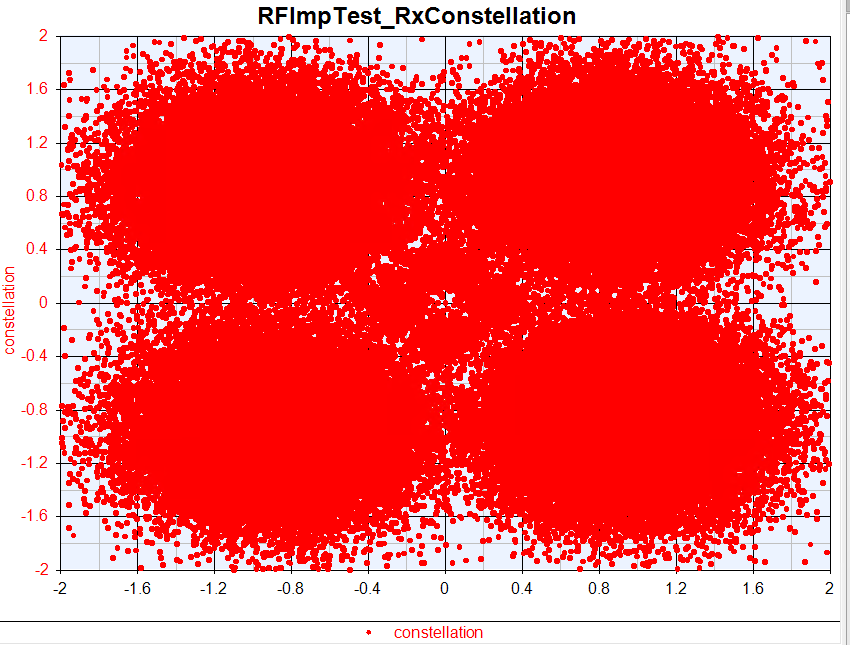 RFImpTest_RxConstellation
2
1.6
1.2
0.8
0.4
0
-0.4
-0.8
-1.2
-1.6
-2
constellation
-2 -1.6 -1.2 -0.8 -0.4 0 0.4 0.8 1.2 1.6 2
constellation